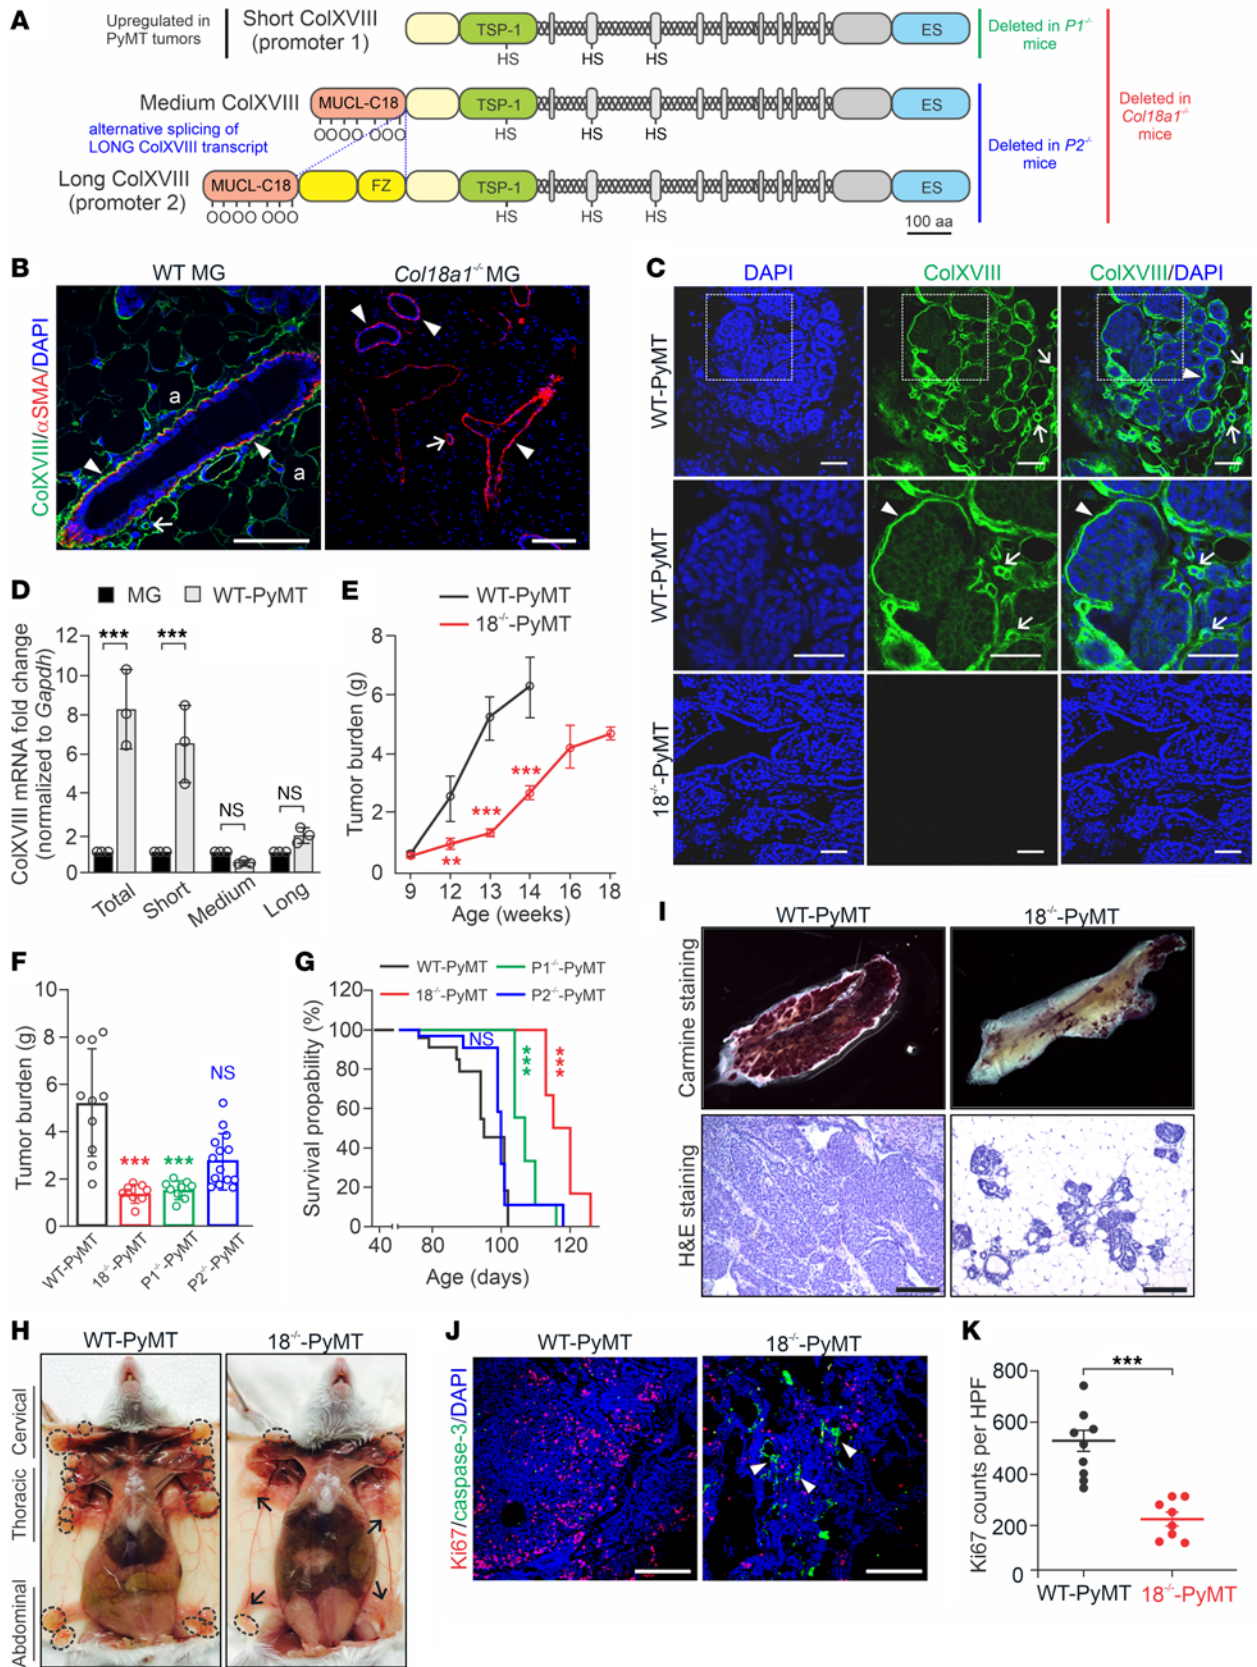 A
Upregulated in
PyMT tumors
Short ColXVIII
(promoter 1)
TSP-1
ES
HS HS HS
Deleted in P1-/-
mice
Medium ColXVIII
MUCL-C18
TSP-1
ES
OOOO OOO
HS HS HS
alternative splicing of
LONG ColXVIII transcript
Deleted in P2-/-
mice
Deleted in
Col18a1-/-
mice
Long ColXVIII
(promoter 2)
MUCL-C18
FZ
TSP-1
ES
OOOO OOO
HS HS HS
100 aa
B
WT MG
Col18a1-/- MG
ColXVIII/αSMA/DAPI
a
a
C
DAPI
ColXVIII
ColXVIII/DAPI
WT-PyMT
WT-PyMT
18-/--PyMT
D
MG
WT-PyMT
ColXVIII mRNA fold change
(normalized to Gapdh)
12
10
8
6
4
2
0
***
***
NS
NS
Total
Short
Medium
Long
E
WT-PyMT
18-/--PyMT
Tumor burden (g)
8
6
4
2
0
**
***
***
9 12 13 14 16 18
Age (weeks)
F
Tumor burden (g)
10
8
6
4
2
0
***
***
NS
WT-PyMT
18-/-PyMT
P1-/-PyMT
P2-/-PyMT
G
WT-PyMT
P1-/-PyMT
18-/-PyMT
P2-/-PyMT
Survival propability (%)
120
100
80
60
40
20
0
NS
***
***
40 80 100 120
Age (days)
I
WT-PyMT
18-/-PyMT
Carmine staining
H&E staining
H
WT-PyMT
18-/-PyMT
Cervical
Thoracic
Abdominal
J
WT-PyMT
18-/-PyMT
Ki67/caspase-3/DAPI
K
Ki67 counts per HPF
800
600
400
200
0
***
WT-PyMT
18-/-PyMT